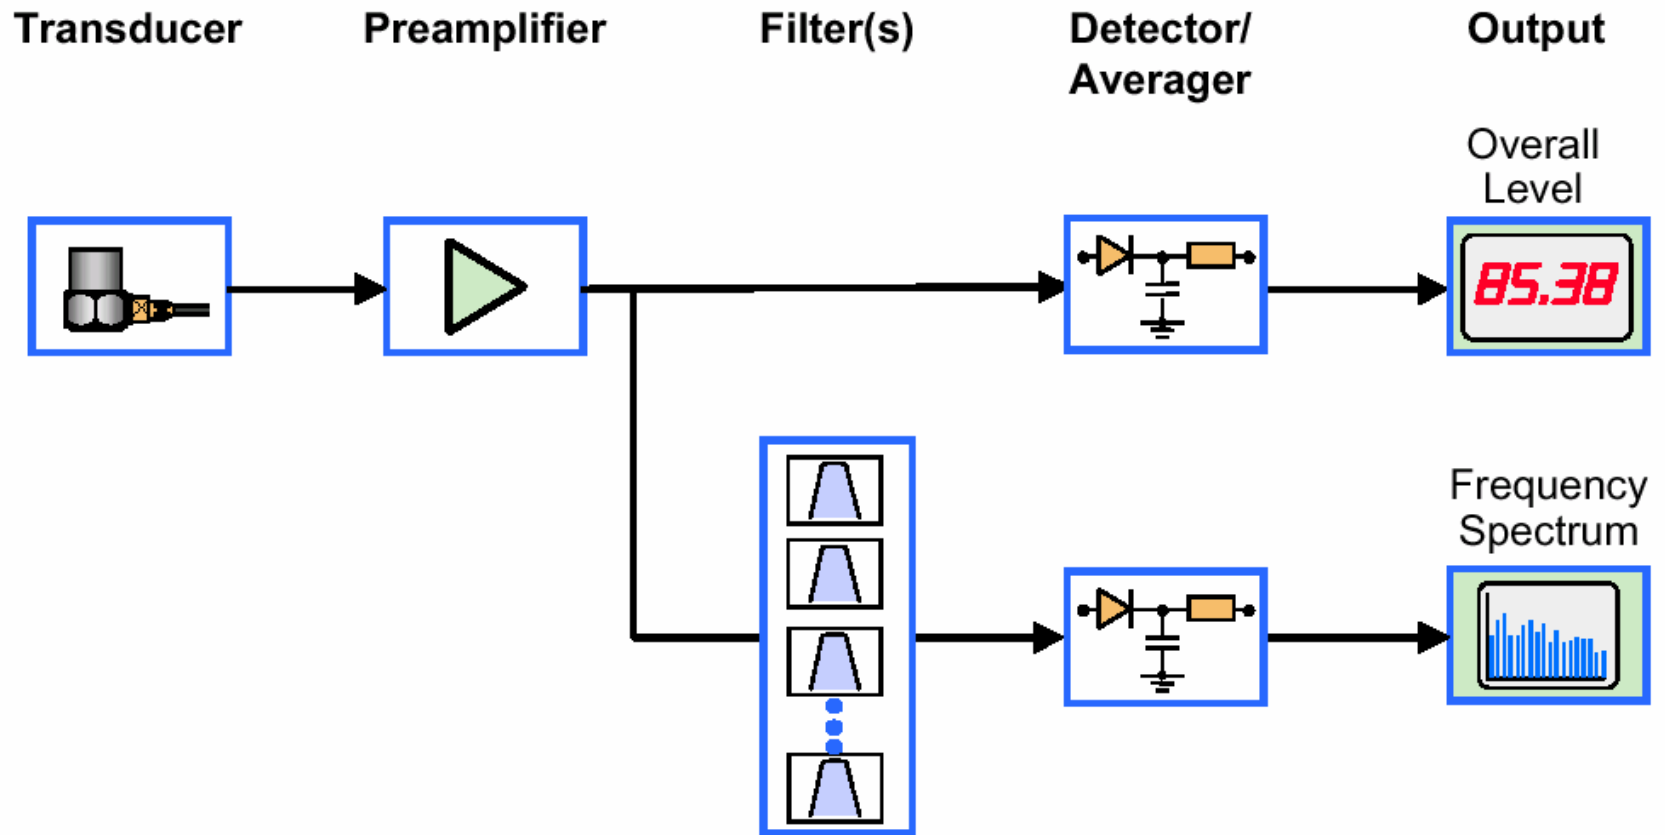 Transducer
Preamplifier
Filter(s)
Detector/
Averager
Output
Overall
Level
85.38
Frequency
Spectrum